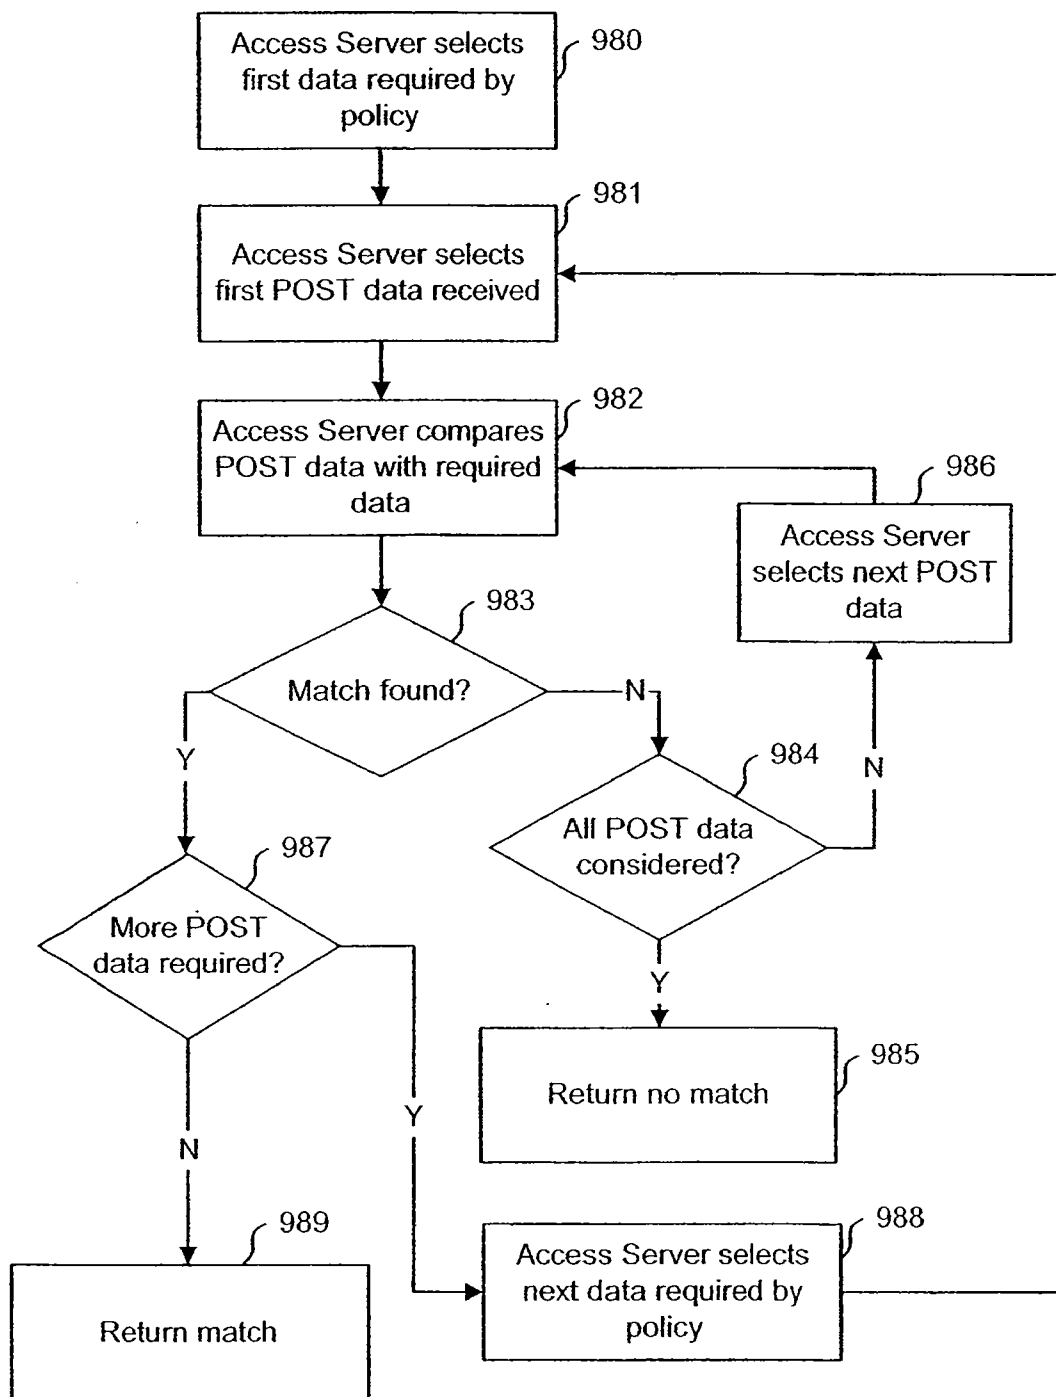 Access Server selects
first data required by
policy
980
Access Server selects
first POST data received
981
Access Server compares
POST data with required
data
982
Access Server
selects next POST
data
986
Match found?
983
N
Y
All POST data
considered?
984
N
Y
More POST
data required?
987
Y
N
Return no match
985
Access Server selects
next data required by
policy
988
Return match
989